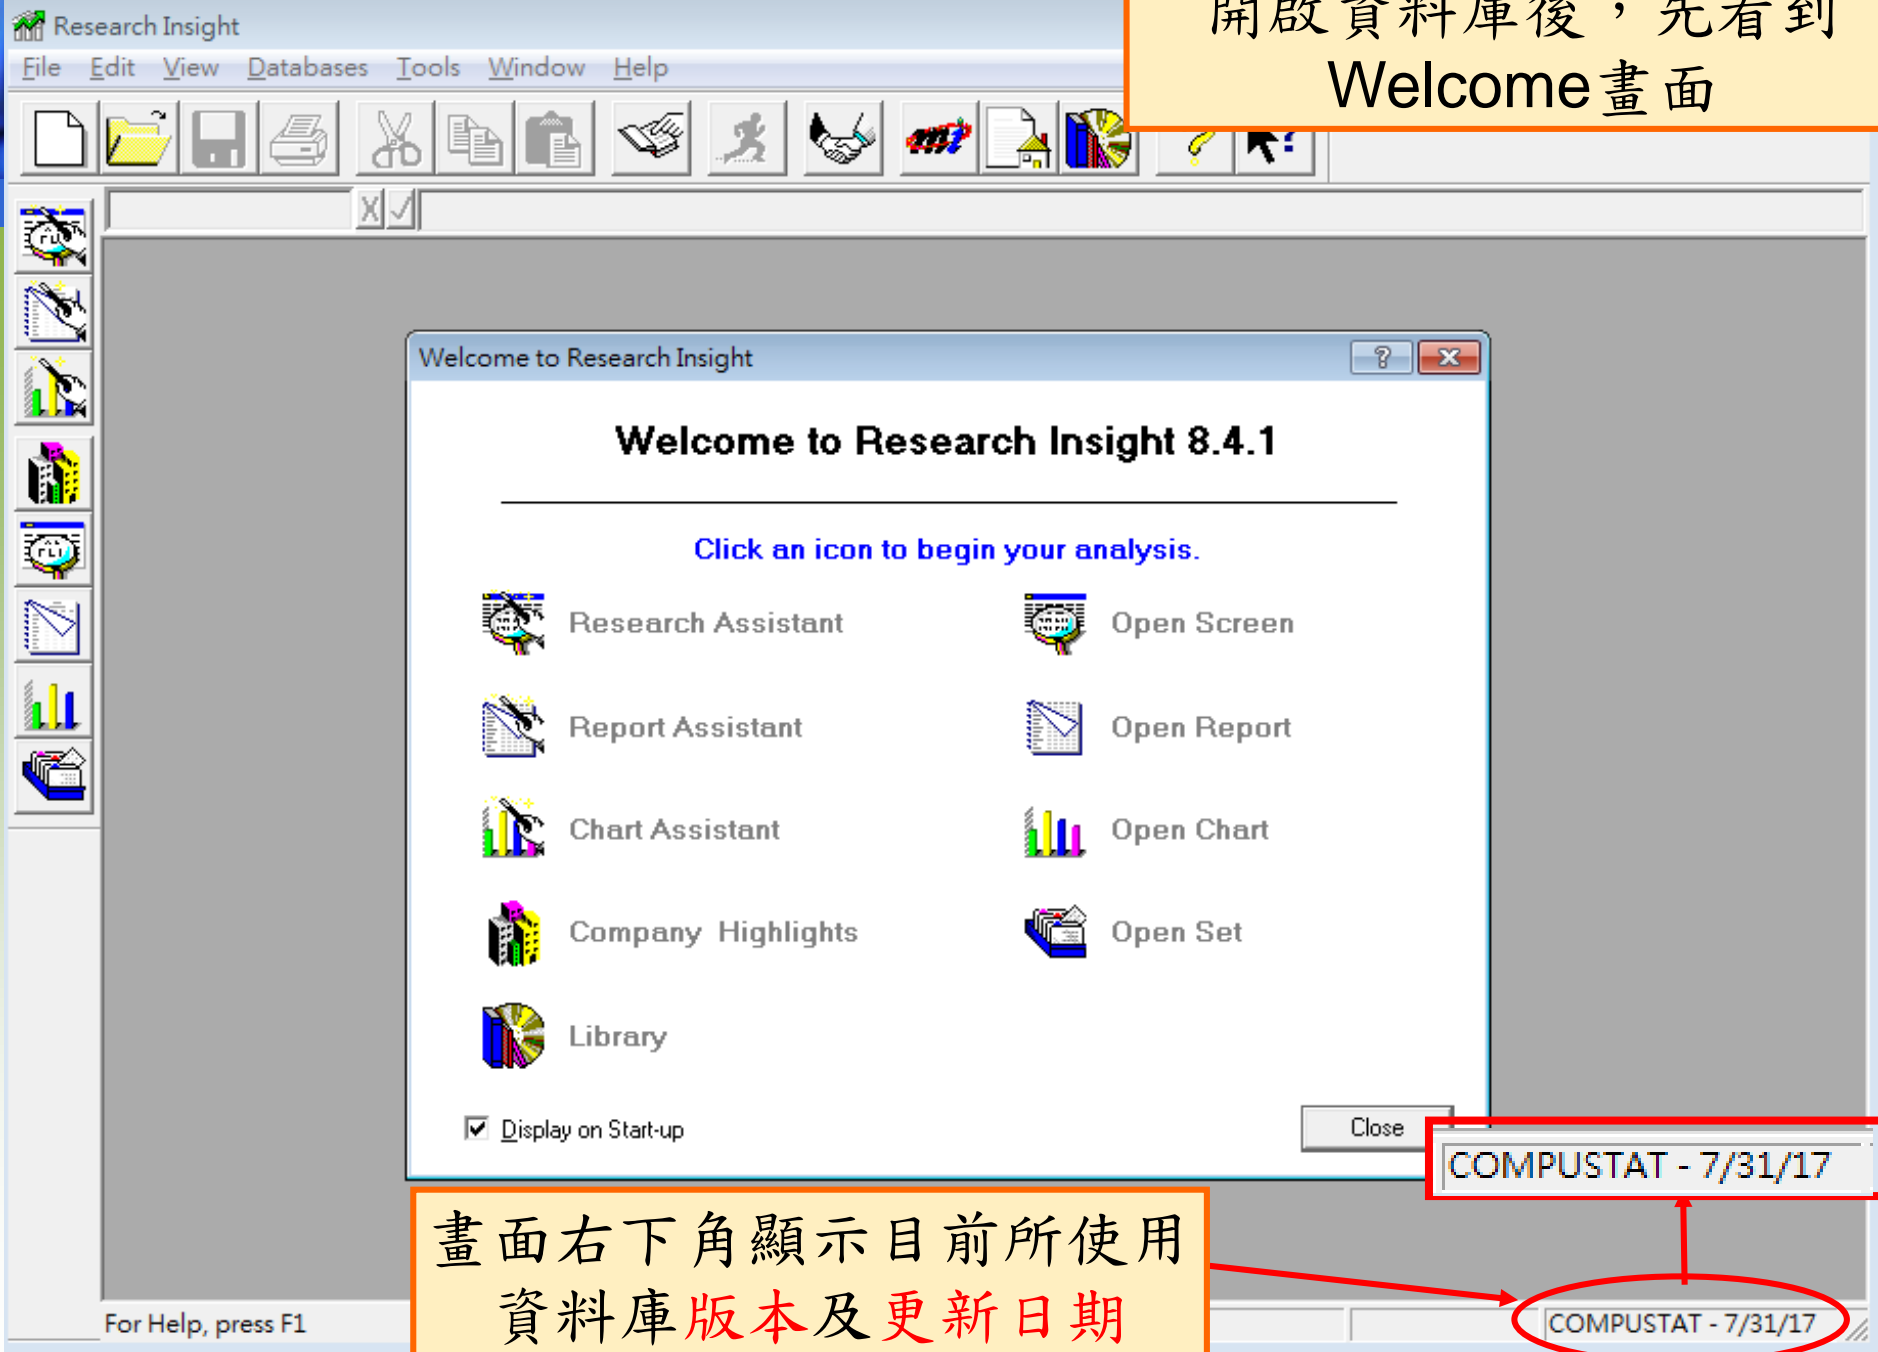 Research Insight
開啟資料庫後，先看到
Welcome畫面
File Edit View Databases Tools Window Help
Welcome to Research Insight
Welcome to Research Insight 8.4.1
Click an icon to begin your analysis.
Research Assistant
Open Screen
Report Assistant
Open Report
Chart Assistant
Open Chart
Company Highlights
Open Set
Library
Display on Start-up
Close
COMPUSTAT - 7/31/17
畫面右下角顯示目前所使用
資料庫版本及更新日期
For Help, press F1
COMPUSTAT - 7/31/17